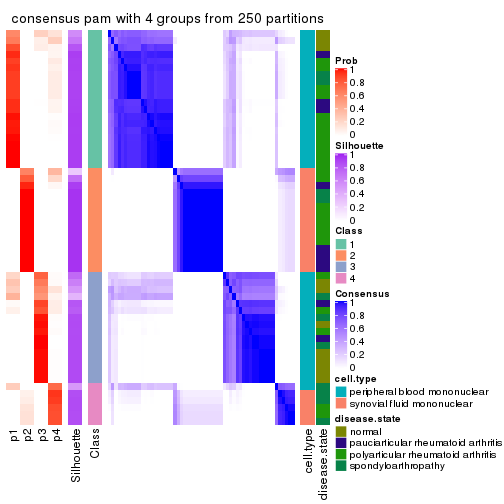 consensus pam with 4 groups from 250 partitions
Prob
1
0.8
0.6
0.4
0.2
0
Silhouette
1
0.8
0.6
0.4
0.2
0
Class
1
2
3
4
Consensus
1
0.8
0.6
0.4
0.2
0
cell.type
peripheral blood mononuclear
synovial fluid mononuclear
disease.state
normal
pauciarticular rheumatoid arthritis
polyarticular rheumatoid arthritis
spondyloarthropathy
p1
p2
p3
p4
Silhouette
Class
cell.type
disease.state